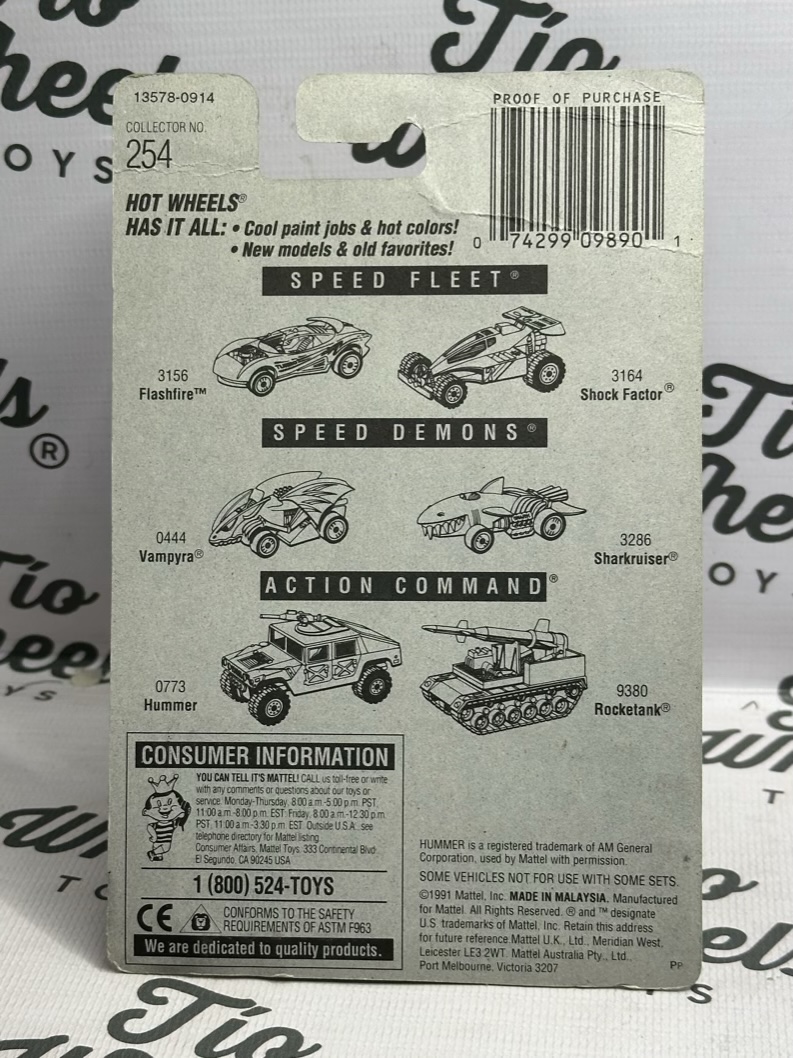 13578-0914
COLLECTOR NO.
254
PROOF OF PURCHASE
0 74299 09890 1
HOT WHEELS®
HAS IT ALL: • Cool paint jobs & hot colors!
• New models & old favorites!
SPEED FLEET®
3156
Flashfire™
3164
Shock Factor®
SPEED DEMONS®
0444
Vampyra®
3286
Sharkruiser®
ACTION COMMAND®
0773
Hummer
9380
Rocketank®
CONSUMER INFORMATION
YOU CAN TELL IT'S MATTEL! CALL us toll-free or write
with any comments or questions about our toys or
service. Monday-Thursday, 8:00 a.m.-5:00 p.m. PST,
11:00 a.m.-8:00 p.m. EST: Friday, 8:00 a.m.-12:30 p.m.
PST, 11:00 a.m.-3:30 p.m. EST. Outside U.S.A., see
telephone directory for Mattel listing.
Consumer Affairs, Mattel Toys, 333 Continental Blvd.
El Segundo, CA 90245 USA
1 (800) 524-TOYS
CE
CONFORMS TO THE SAFETY
REQUIREMENTS OF ASTM F963
We are dedicated to quality products.
HUMMER is a registered trademark of AM General
Corporation, used by Mattel with permission.
SOME VEHICLES NOT FOR USE WITH SOME SETS.
©1991 Mattel, Inc. MADE IN MALAYSIA. Manufactured
for Mattel. All Rights Reserved. ® and ™ designate
U.S. trademarks of Mattel, Inc. Retain this address
for future reference Mattel U.K., Ltd., Meridian West,
Leicester LE3 2WT. Mattel Australia Pty., Ltd.,
Port Melbourne, Victoria 3207
PP
Tío
Wheels
TOYS
®